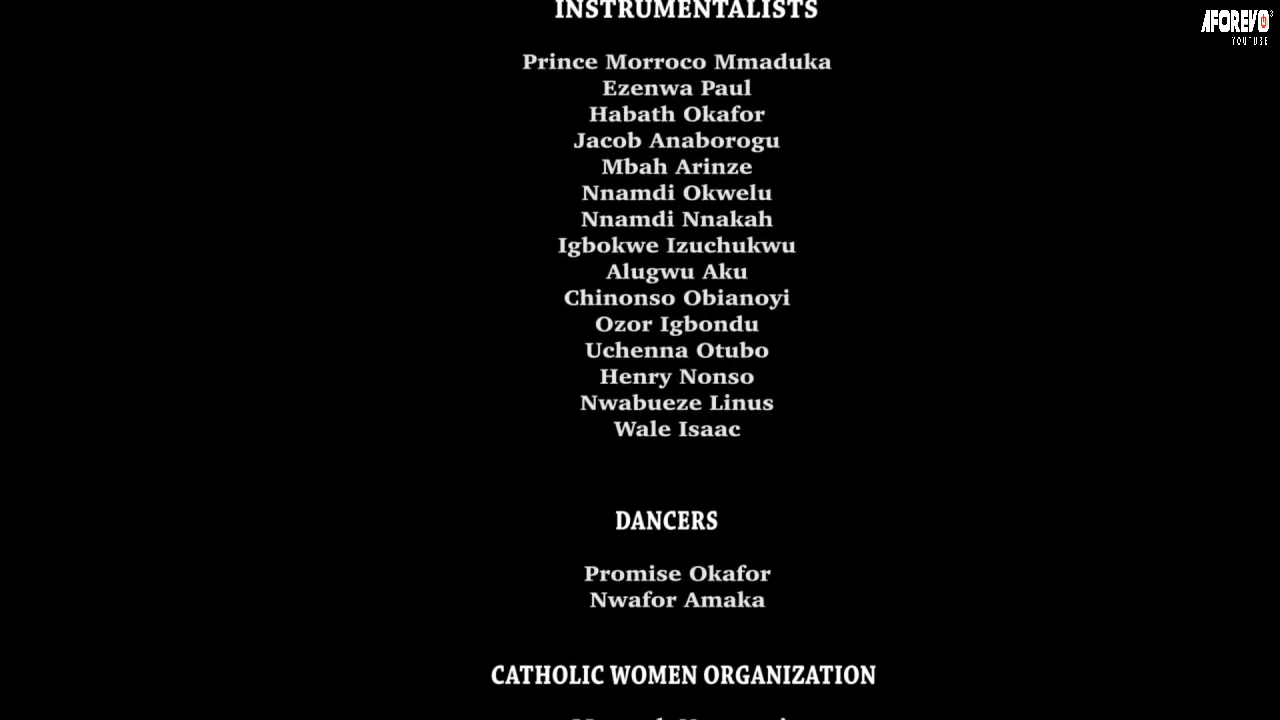 INSTRUMENTALISTS
AFOREVO
YOUTUBE
Prince Morroco Mmaduka
Ezenwa Paul
Habath Okafor
Jacob Anaborogu
Mbah Arinze
Nnamdi Okwelu
Nnamdi Nnakah
Igbokwe Izuchukwu
Alugwu Aku
Chinonso Obianoyi
Ozor Igbondu
Uchenna Otubo
Henry Nonso
Nwabueze Linus
Wale Isaac
DANCERS
Promise Okafor
Nwafor Amaka
CATHOLIC WOMEN ORGANIZATION